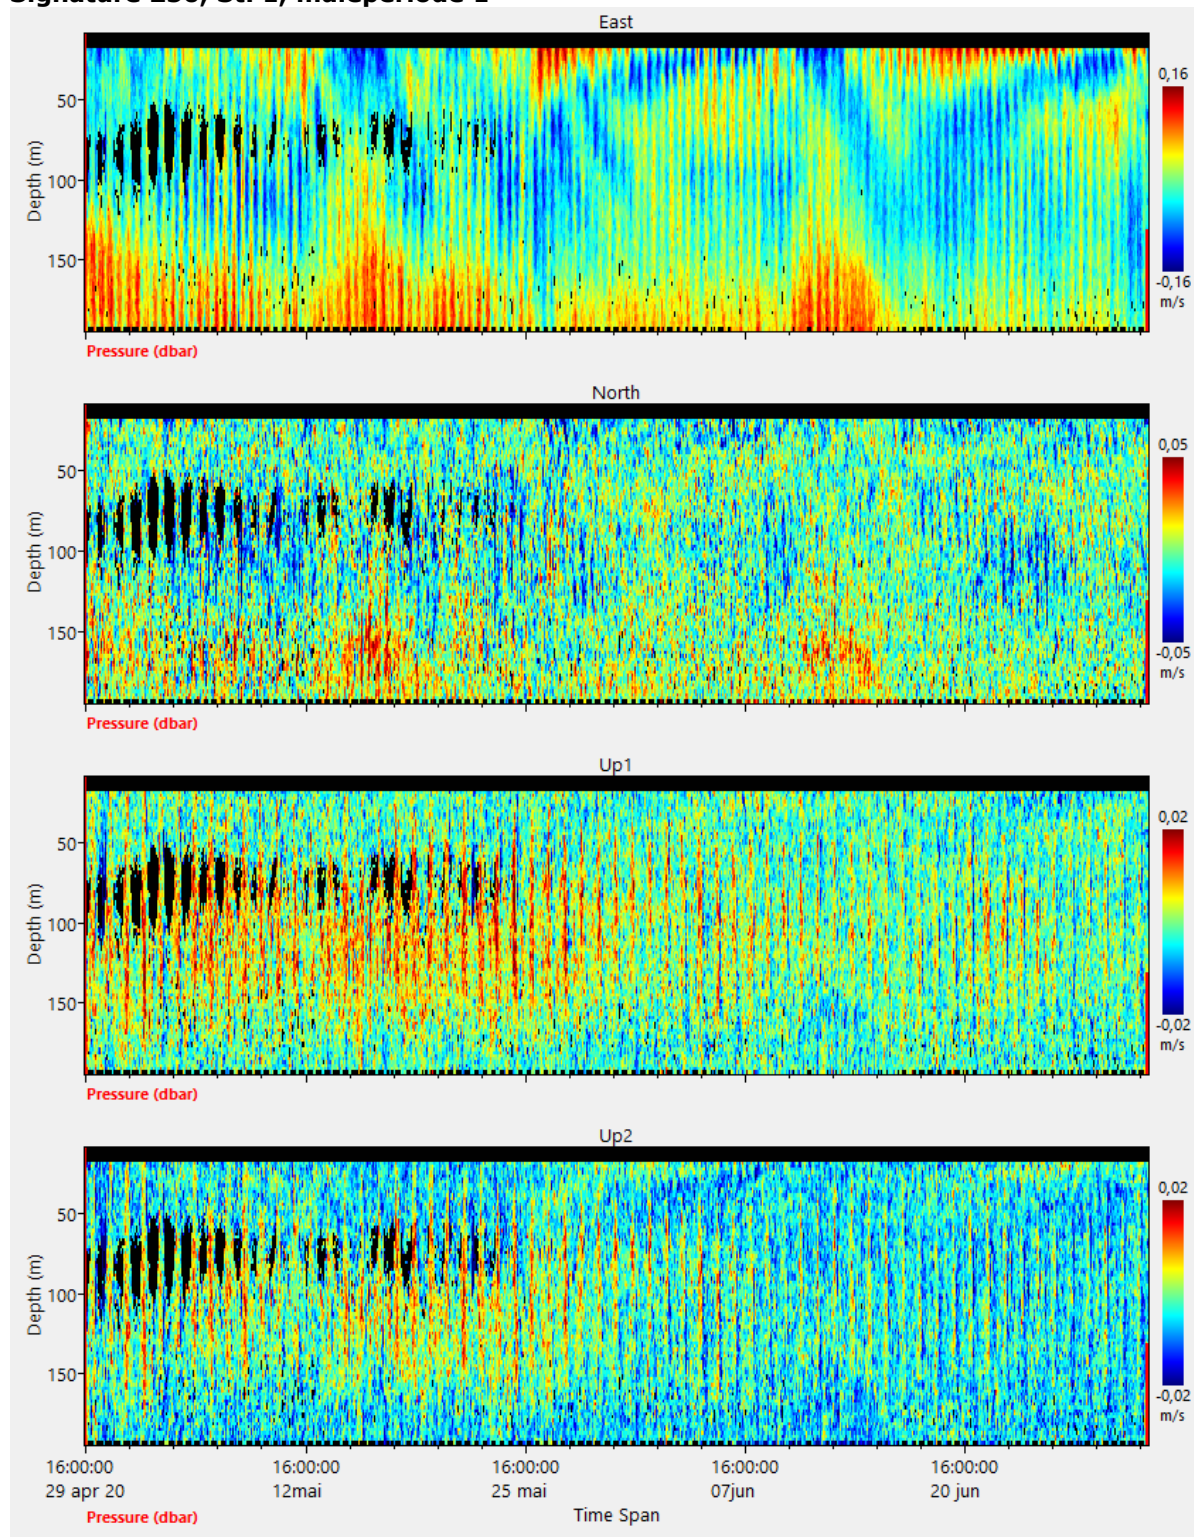 East
50
100
150
Depth (m)
0,16
-0,16
m/s
Pressure (dbar)
North
50
100
150
Depth (m)
0,05
-0,05
m/s
Pressure (dbar)
Up1
50
100
150
Depth (m)
0,02
-0,02
m/s
Pressure (dbar)
Up2
50
100
150
Depth (m)
0,02
-0,02
m/s
16:00:00 16:00:00 16:00:00 16:00:00 16:00:00
29 apr 20 12mai 25 mai 07jun 20 jun
Time Span
Pressure (dbar)